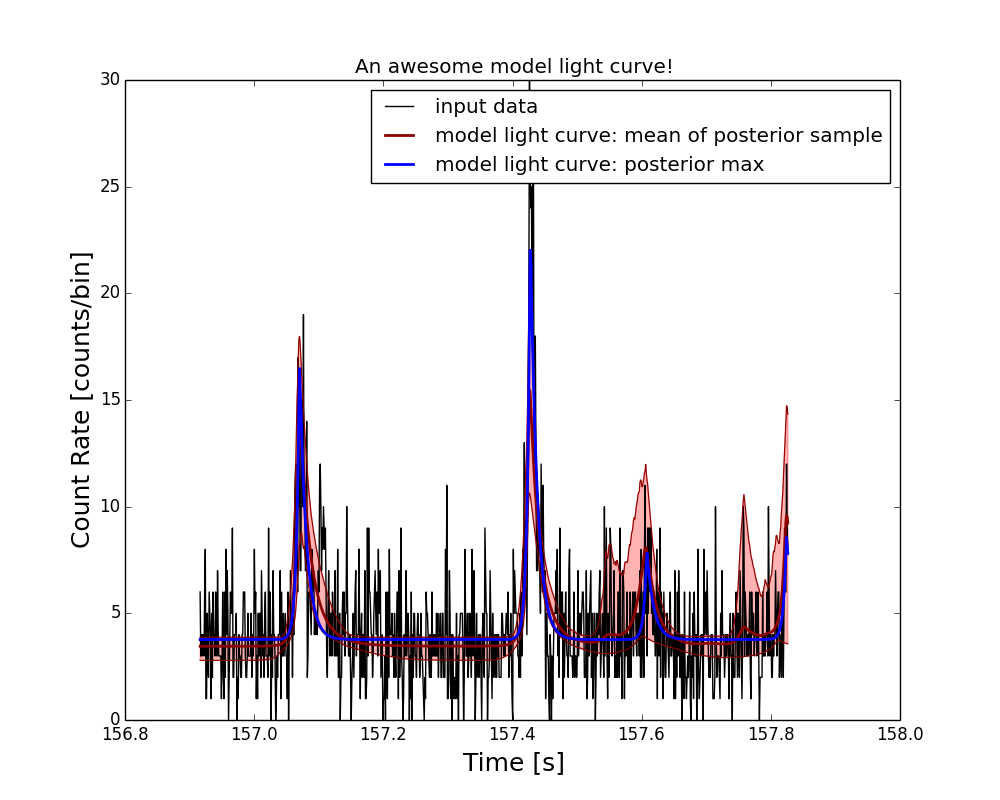 An awesome model light curve!
30
input data
model light curve: mean of posterior sample
model light curve: posterior max
25
20
15
10
5
0
Count Rate [counts/bin]
156.8 157.0 157.2 157.4 157.6 157.8 158.0
Time [s]